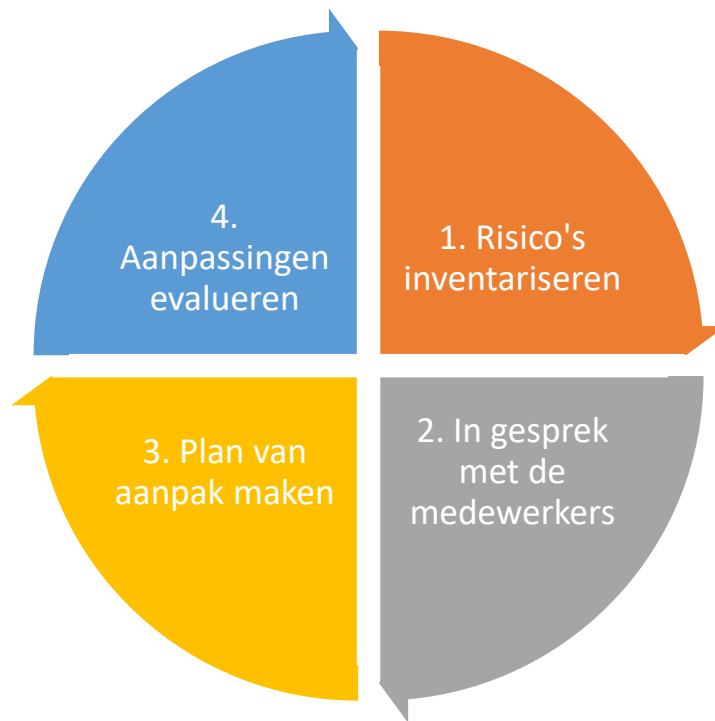 1. Risico's
inventariseren
2. In gesprek
met de
medewerkers
3. Plan van
aanpak maken
4.
Aanpassingen
evalueren